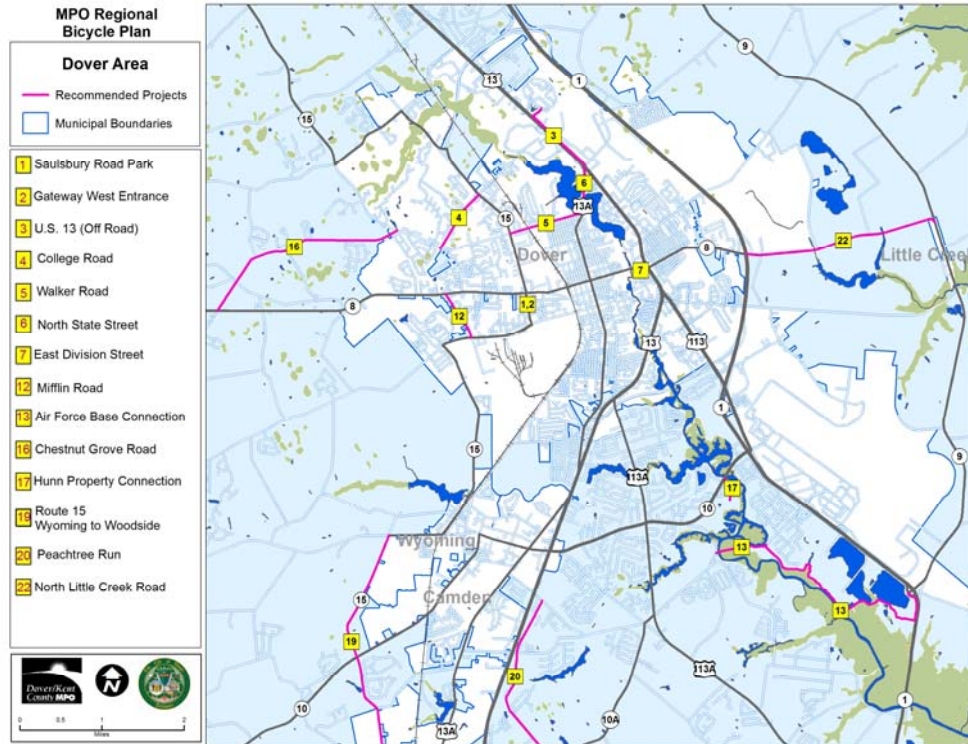 MPO Regional
Bicycle Plan
Dover Area
Recommended Projects
Municipal Boundaries
1 Saulsbury Road Park
2 Gateway West Entrance
3 U.S. 13 (Off Road)
4 College Road
5 Walker Road
6 North State Street
7 East Division Street
12 Mifflin Road
13 Air Force Base Connection
16 Chestnut Grove Road
17 Hunn Property Connection
19 Route 15
Wyoming to Woodside
20 Peachtree Run
22 North Little Creek Road
Dover/Kent
County MPO
N
0 0.5 1 2
Miles
9
13
1
15
3
6
13A
4
15
5
16
22
8
Dover
Little Creek
7
8
1,2
12
13
113
1
15
9
113A
17
10
Wyoming
13
15
Camden
13
19
20
113A
10
13A
10A
1